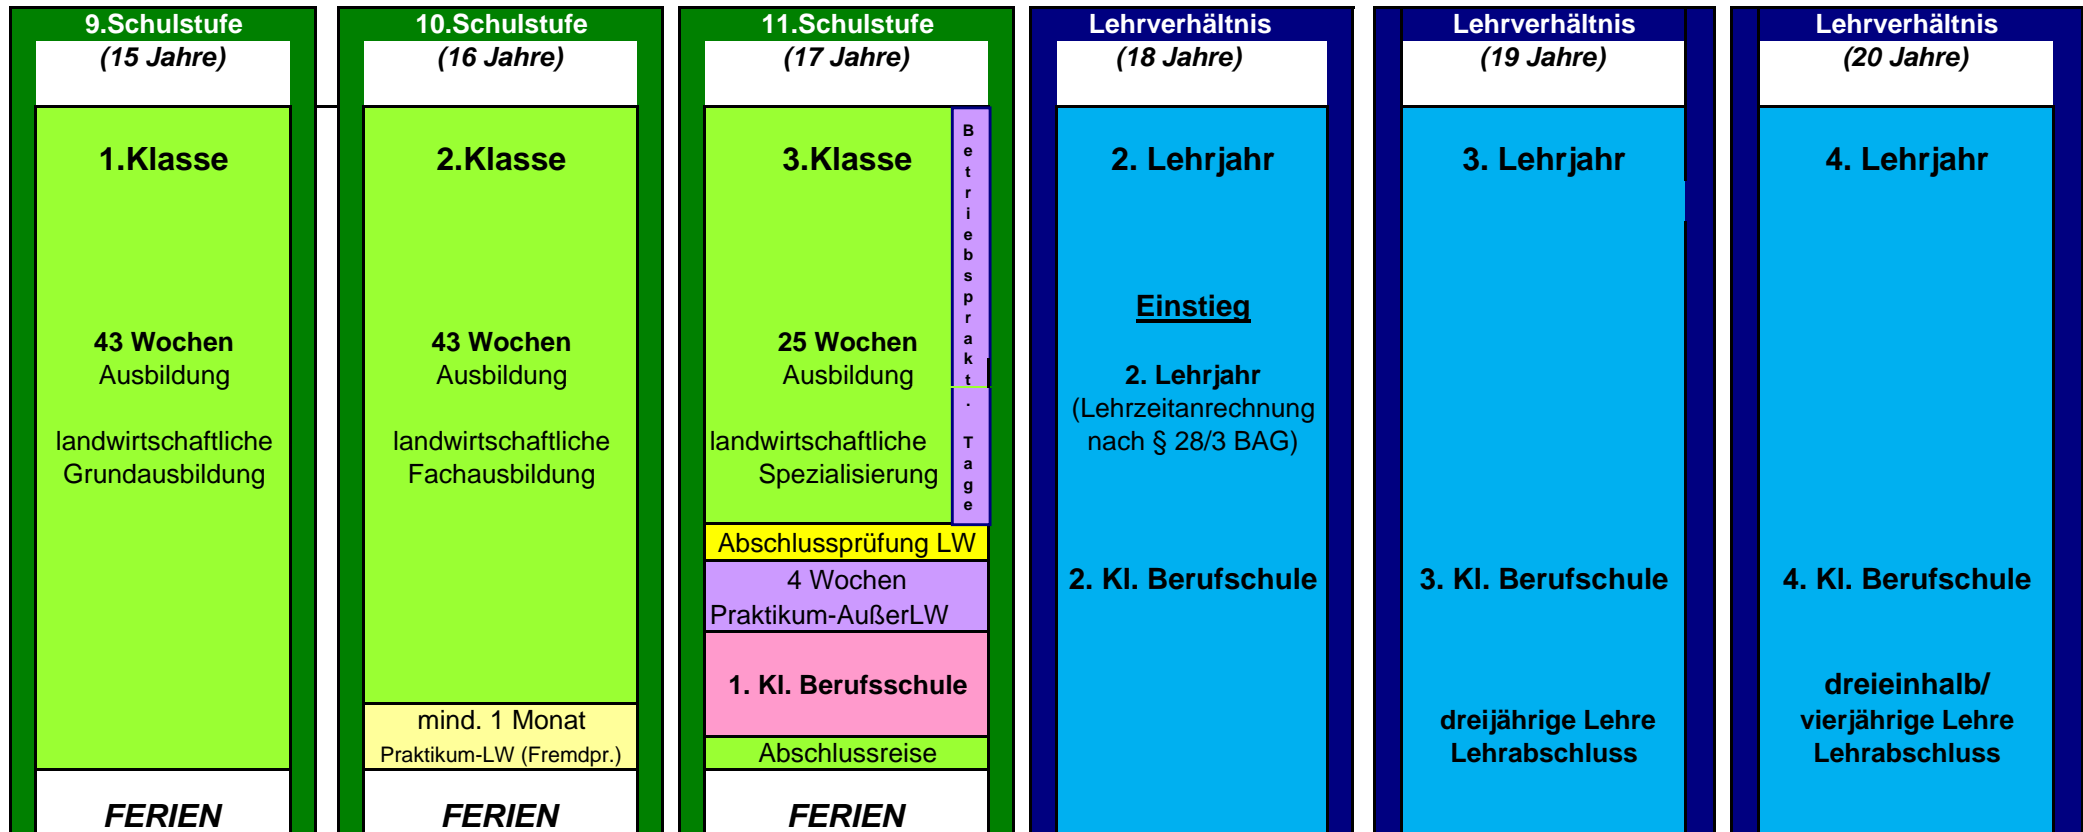 9.Schulstufe
(15 Jahre)
1.Klasse
43 Wochen
Ausbildung
landwirtschaftliche
Grundausbildung
FERIEN
10.Schulstufe
(16 Jahre)
2.Klasse
43 Wochen
Ausbildung
landwirtschaftliche
Fachausbildung
mind. 1 Monat
Praktikum-LW (Fremdpr.)
FERIEN
11.Schulstufe
(17 Jahre)
3.Klasse
25 Wochen
Ausbildung
landwirtschaftliche
Spezialisierung
Betriebsprakt. Tage
Abschlussprüfung LW
4 Wochen
Praktikum-AußerLW
1. Kl. Berufsschule
Abschlussreise
FERIEN
Lehrverhältnis
(18 Jahre)
2. Lehrjahr
Einstieg
2. Lehrjahr
(Lehrzeitanrechnung
nach § 28/3 BAG)
2. Kl. Berufschule
Lehrverhältnis
(19 Jahre)
3. Lehrjahr
3. Kl. Berufschule
dreijährige Lehre
Lehrabschluss
Lehrverhältnis
(20 Jahre)
4. Lehrjahr
4. Kl. Berufschule
dreieinhalb/
vierjährige Lehre
Lehrabschluss